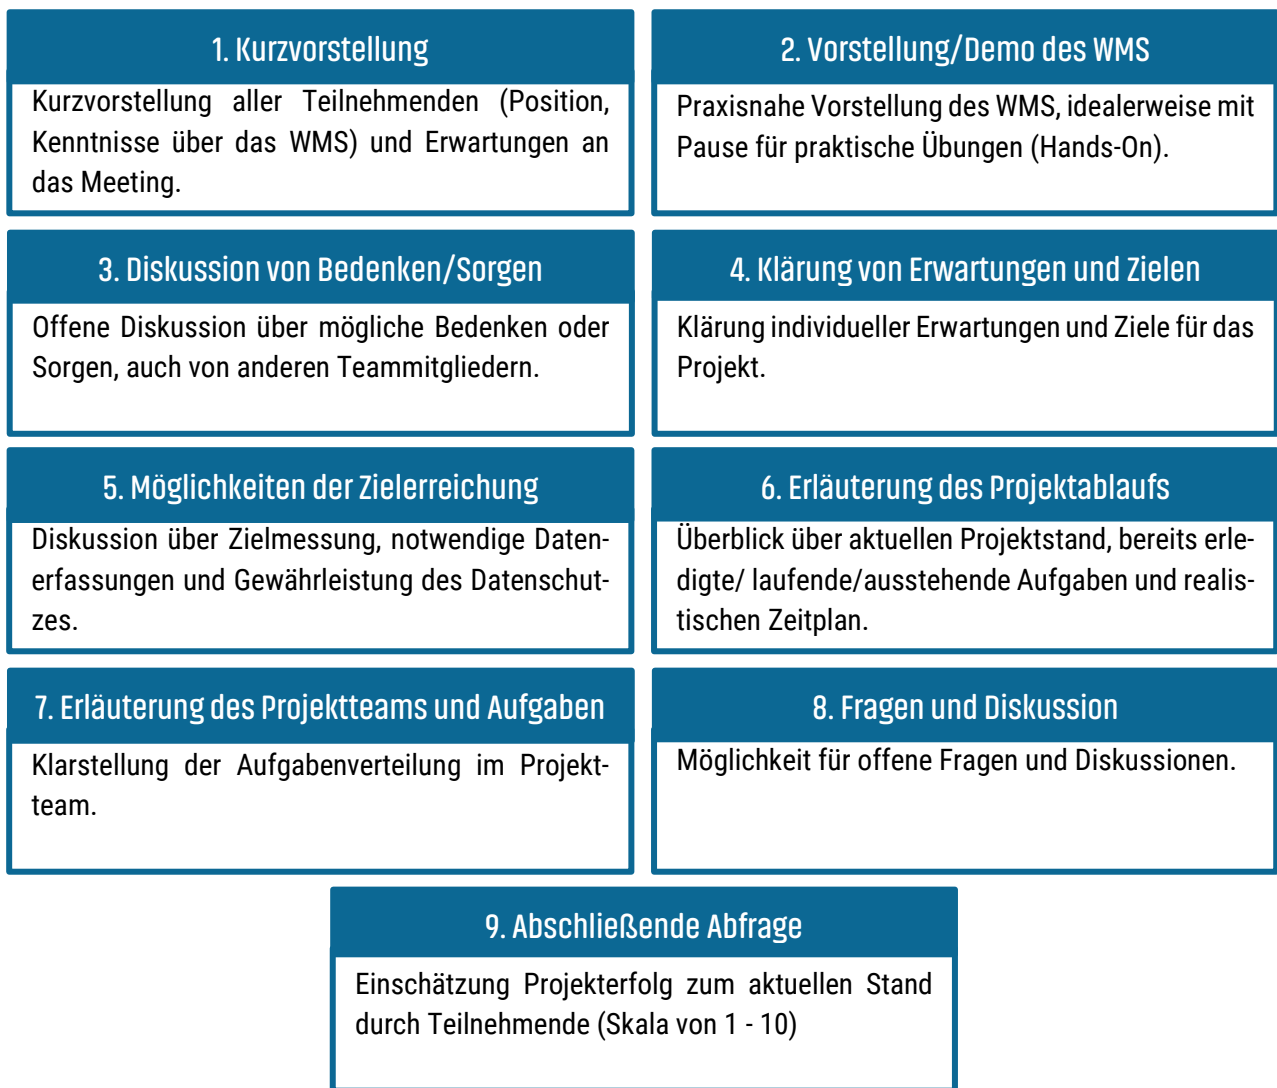 1. Kurzvorstellung
Kurzvorstellung aller Teilnehmenden (Position,
Kenntnisse über das WMS) und Erwartungen an
das Meeting.
2. Vorstellung/Demo des WMS
Praxisnahe Vorstellung des WMS, idealerweise mit
Pause für praktische Übungen (Hands-On).
3. Diskussion von Bedenken/Sorgen
Offene Diskussion über mögliche Bedenken oder
Sorgen, auch von anderen Teammitgliedern.
4. Klärung von Erwartungen und Zielen
Klärung individueller Erwartungen und Ziele für das
Projekt.
5. Möglichkeiten der Zielerreichung
Diskussion über Zielmessung, notwendige Daten-
erfassungen und Gewährleistung des Datenschut-
zes.
6. Erläuterung des Projektablaufs
Überblick über aktuellen Projektstand, bereits erle-
digte/ laufende/ausstehende Aufgaben und realis-
tischen Zeitplan.
7. Erläuterung des Projektteams und Aufgaben
Klarstellung der Aufgabenverteilung im Projekt-
team.
8. Fragen und Diskussion
Möglichkeit für offene Fragen und Diskussionen.
9. Abschließende Abfrage
Einschätzung Projekterfolg zum aktuellen Stand
durch Teilnehmende (Skala von 1 - 10)